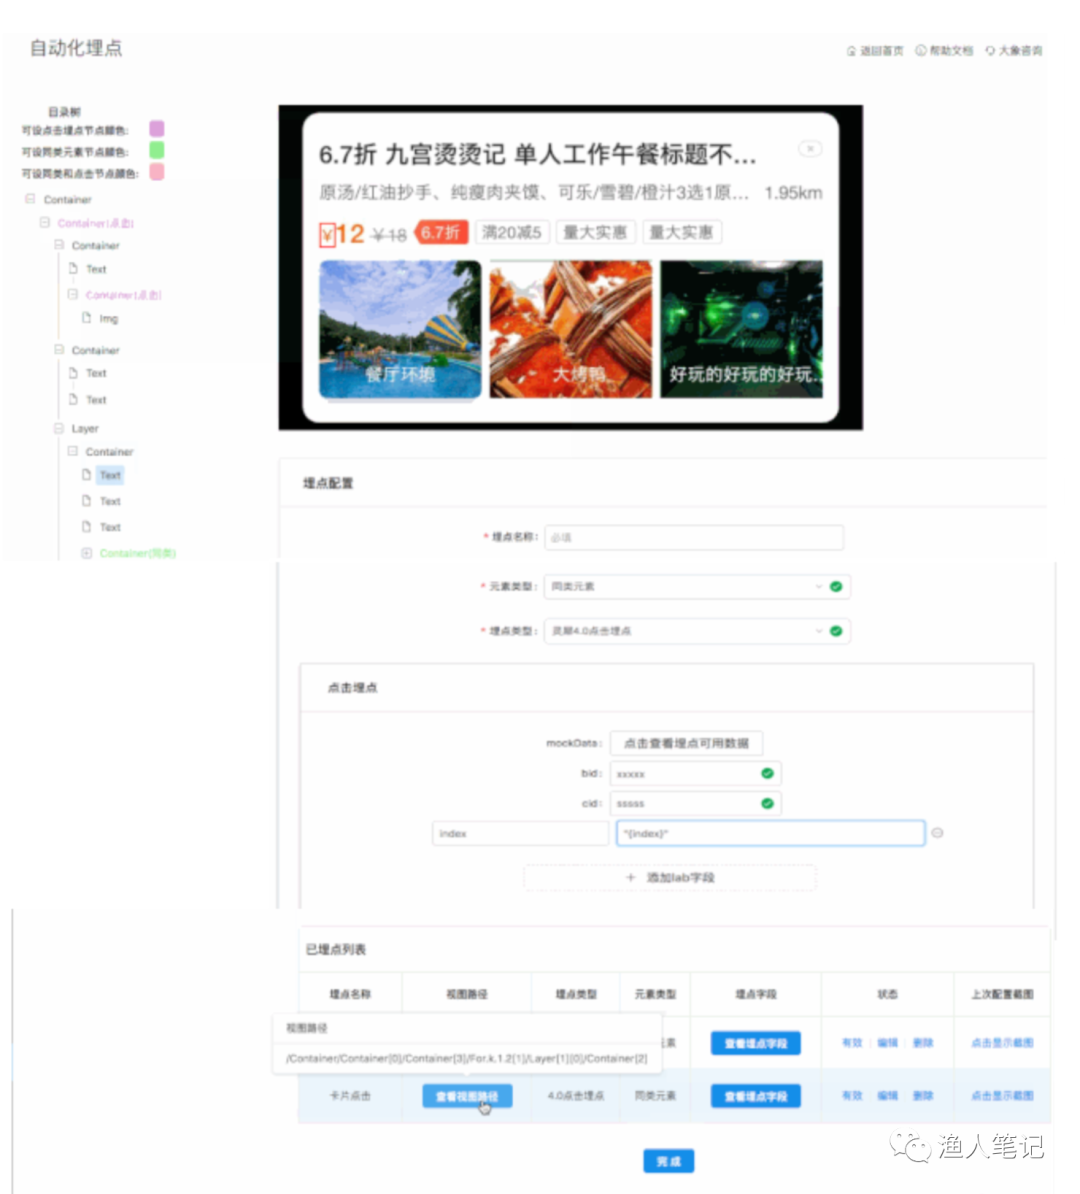 自动化埋点
返回首页 帮助文档 大象咨询
目录树
可设点击埋点节点颜色:
可设同类元素节点颜色:
可设同类和点击节点颜色:
Container
Container(点击)
Container
Text
Container(点击)
Img
Container
Text
Text
Layer
Container
Text
Text
Text
Container(同类)
6.7折 九宫烫烫记 单人工作午餐标题不...
原汤/红油抄手、纯瘦肉夹馍、可乐/雪碧/橙汁3选1原... 1.95km
¥12 ¥18 6.7折 满20减5 量大实惠 量大实惠
餐厅环境 大烤鸭 好玩的好玩的好玩...
埋点配置
* 埋点名称: 必填
* 元素类型: 同类元素
* 埋点类型: 灵犀4.0点击埋点
点击埋点
mockData: 点击查看埋点可用数据
bid: xxxxx
cid: sssss
index "{index}"
+ 添加lab字段
已埋点列表
埋点名称 视图路径 埋点类型 元素类型 埋点字段 状态 上次配置截图
视图路径
/Container/Container[0]/Container[3]/For.k.1.2[1]/Layer[1][0]/Container[2]
元素 查看埋点字段 有效 编辑 删除 点击显示截图
卡片点击 查看视图路径 4.0点击埋点 同类元素 查看埋点字段 有效 编辑 删除 点击显示截图
完成
渔人笔记